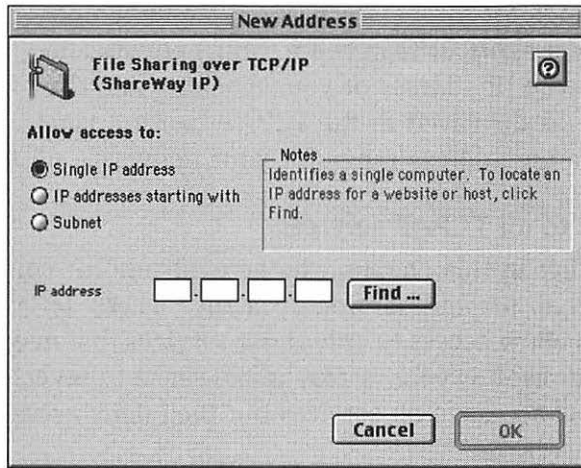 New Address
File Sharing over TCP/IP
(ShareWay IP)
?
Allow access to:
Single IP address
IP addresses starting with
Subnet
Notes
Identifies a single computer. To locate an
IP address for a website or host, click
Find.
IP address
. . .
Find ...
Cancel
OK